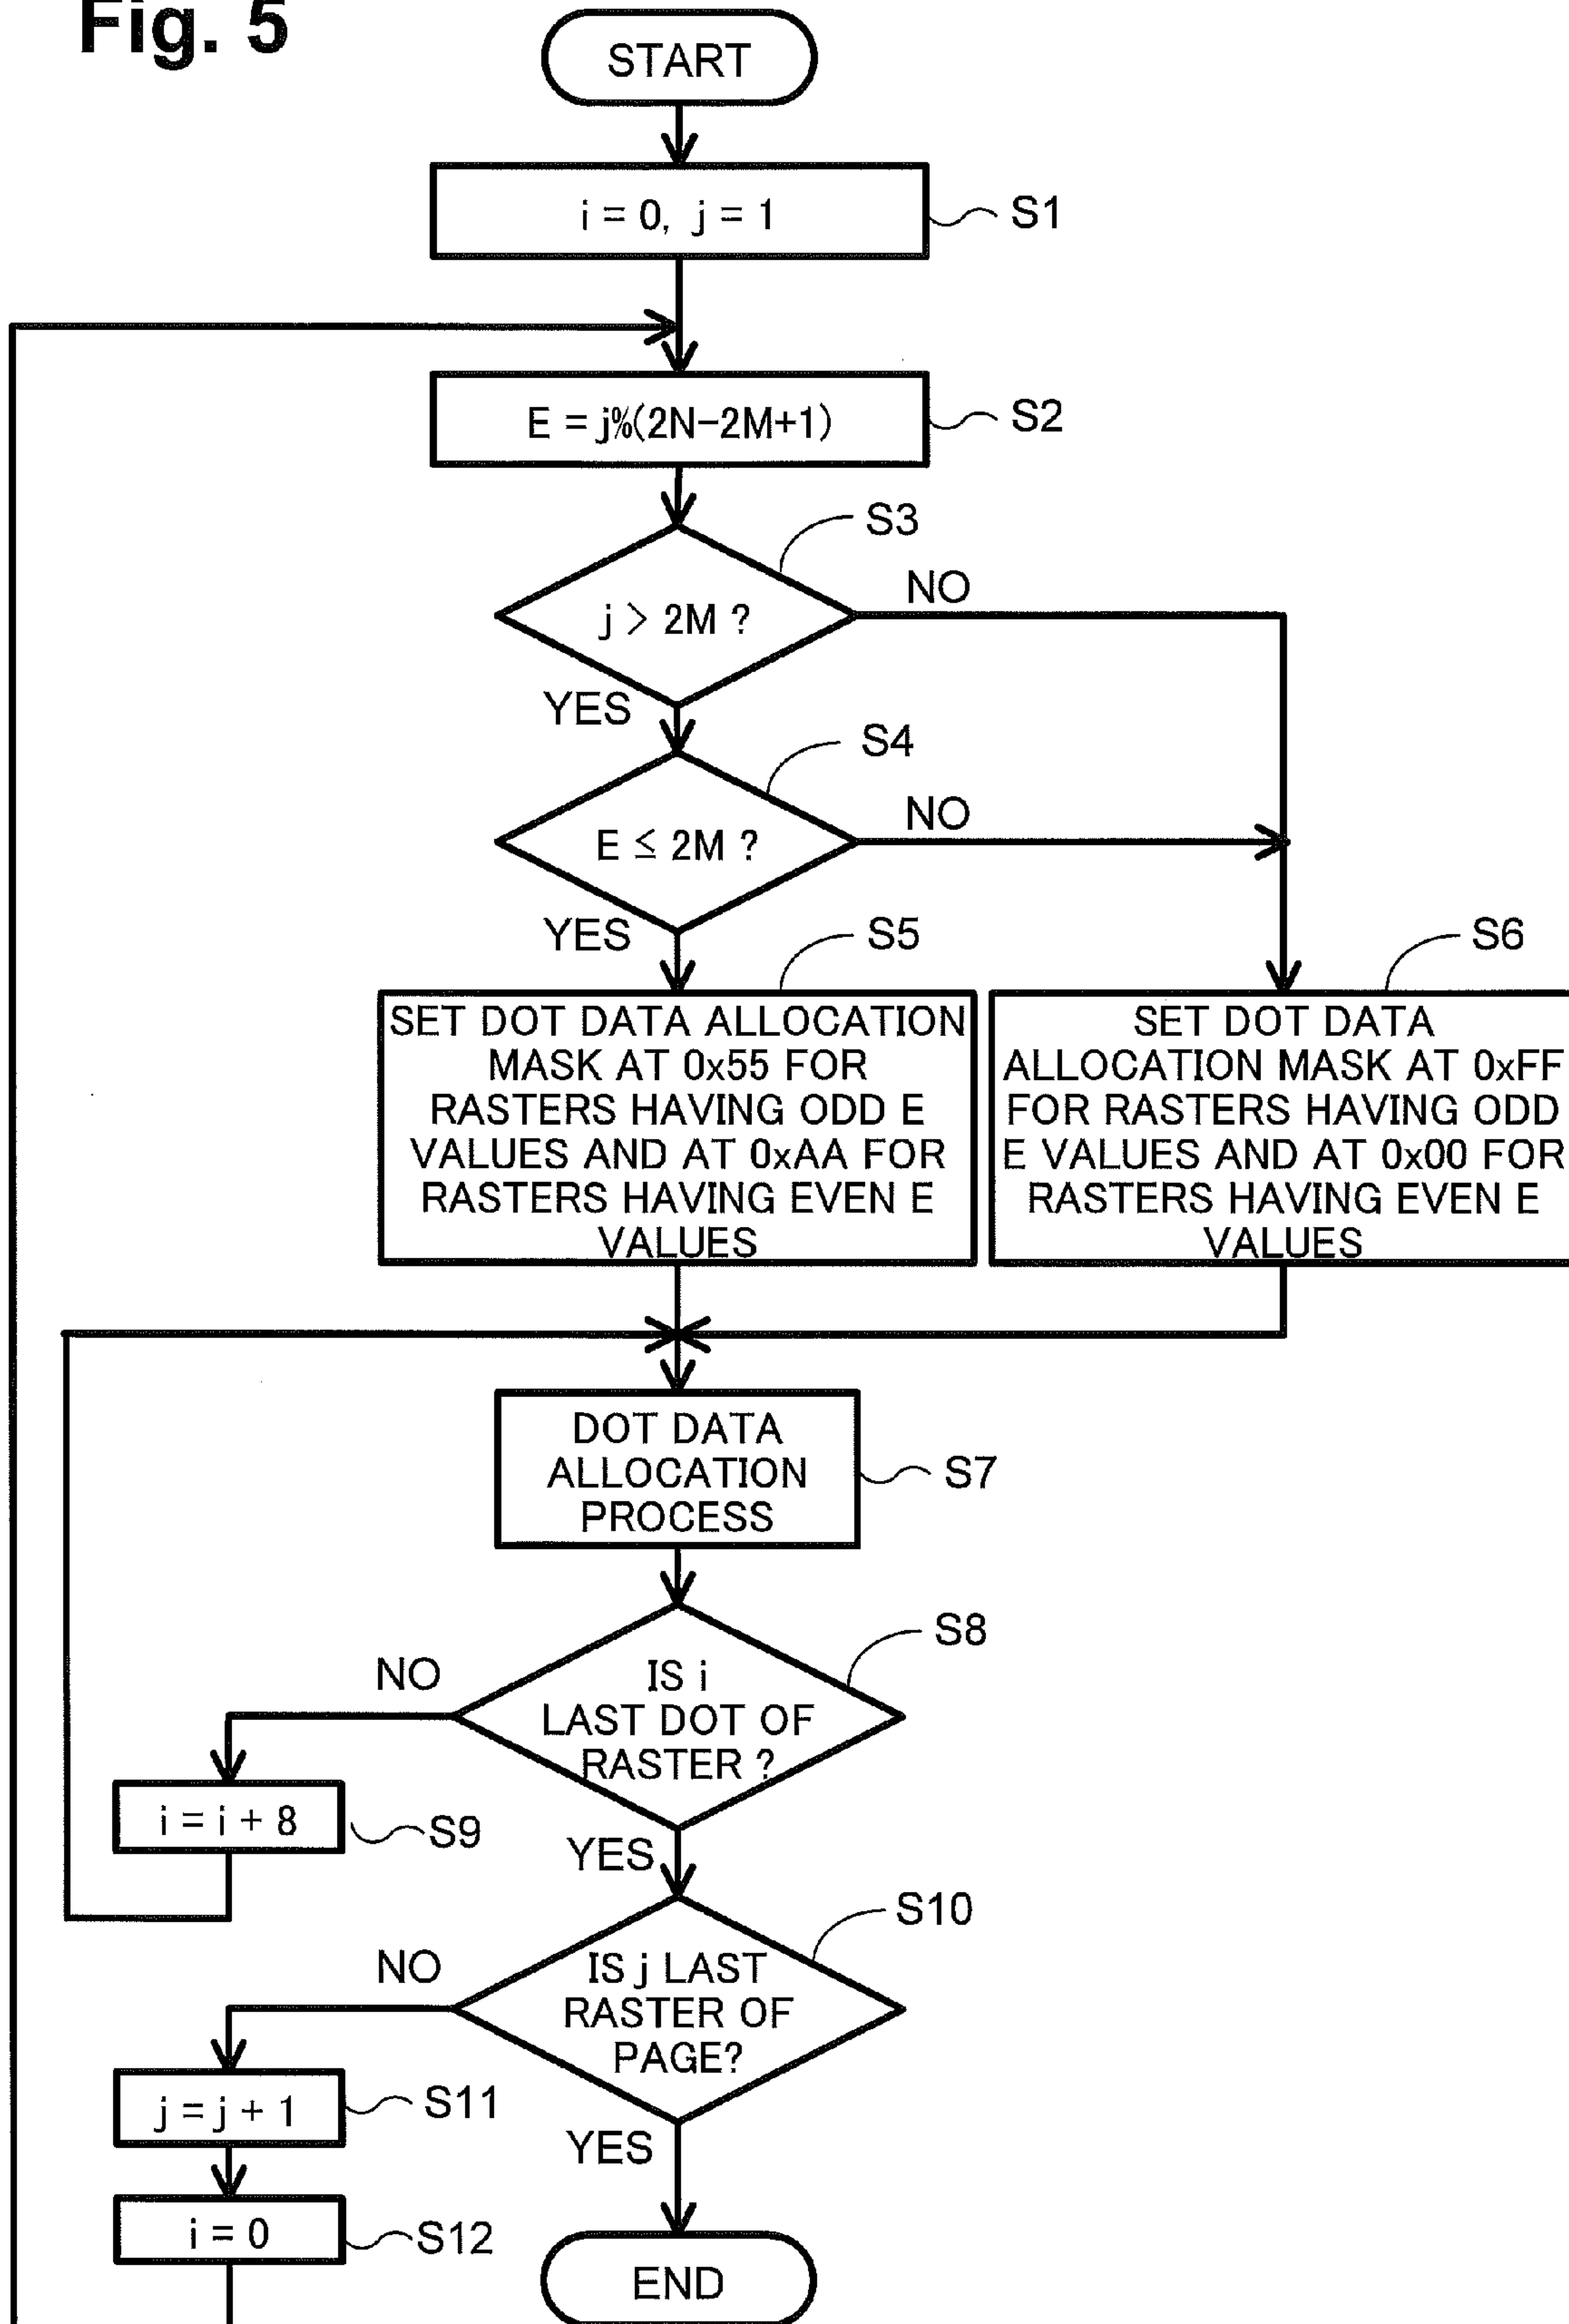 Fig. 5
START
i = 0, j = 1
S1
E = j%(2N-2M+1)
S2
S3
j > 2M ?
NO
YES
S4
E ≤ 2M ?
NO
YES
S5
S6
SET DOT DATA ALLOCATION
MASK AT 0x55 FOR
RASTERS HAVING ODD E
VALUES AND AT 0xAA FOR
RASTERS HAVING EVEN E
VALUES
SET DOT DATA
ALLOCATION MASK AT 0xFF
FOR RASTERS HAVING ODD
E VALUES AND AT 0x00 FOR
RASTERS HAVING EVEN E
VALUES
DOT DATA
ALLOCATION
PROCESS
S7
S8
IS i
LAST DOT OF
RASTER ?
NO
i = i + 8
S9
YES
S10
IS j LAST
RASTER OF
PAGE?
NO
j = j + 1
S11
YES
i = 0
S12
END